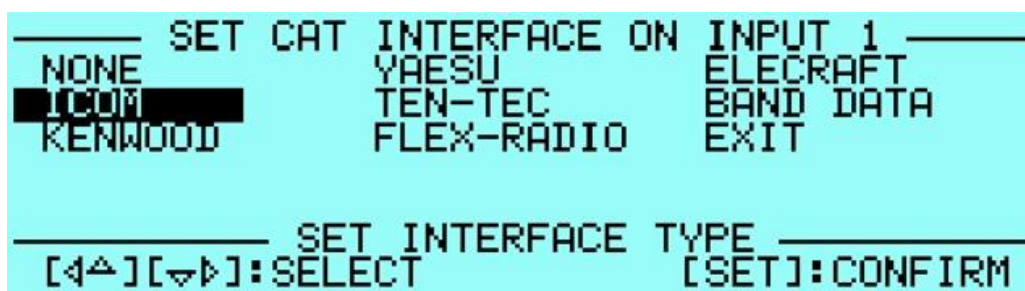 SET CAT INTERFACE ON INPUT 1
NONE YAESU ELECRAFT
ICOM TEN-TEC BAND DATA
KENWOOD FLEX-RADIO EXIT
SET INTERFACE TYPE
[◁△][▽▷]:SELECT [SET]:CONFIRM